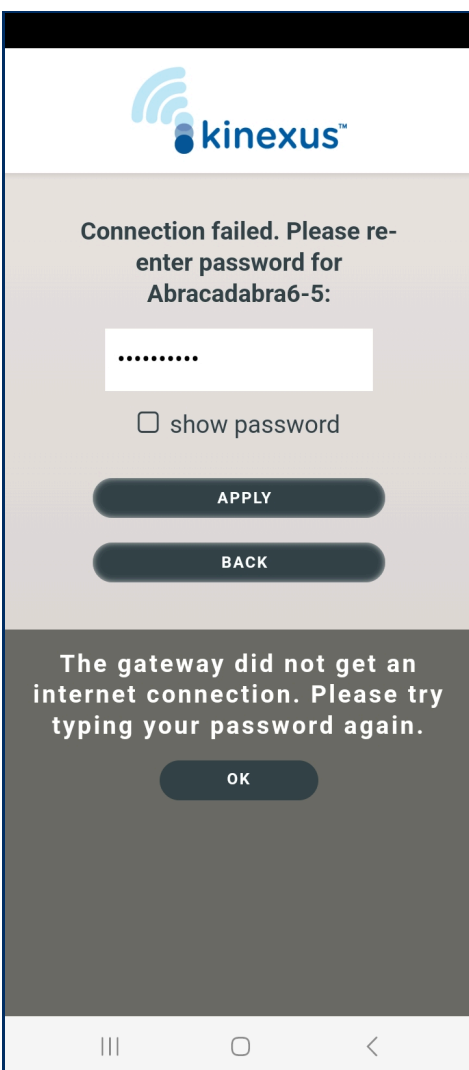 kinexus™
Connection failed. Please re-
enter password for
Abracadabra6-5:
••••••••••
show password
APPLY
BACK
The gateway did not get an
internet connection. Please try
typing your password again.
OK